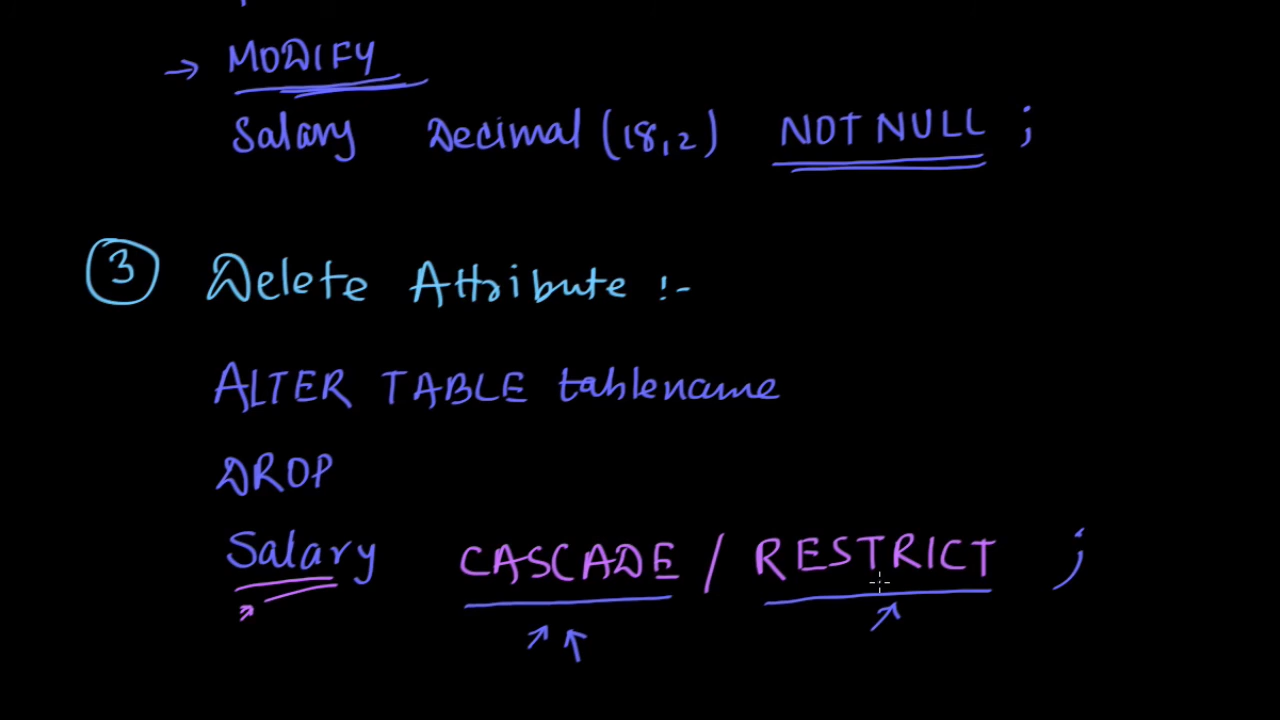 → MODIFY
Salary Decimal (18,2) NOT NULL ;
3 Delete Attribute :-
ALTER TABLE tablename
DROP
Salary CASCADE / RESTRICT ;